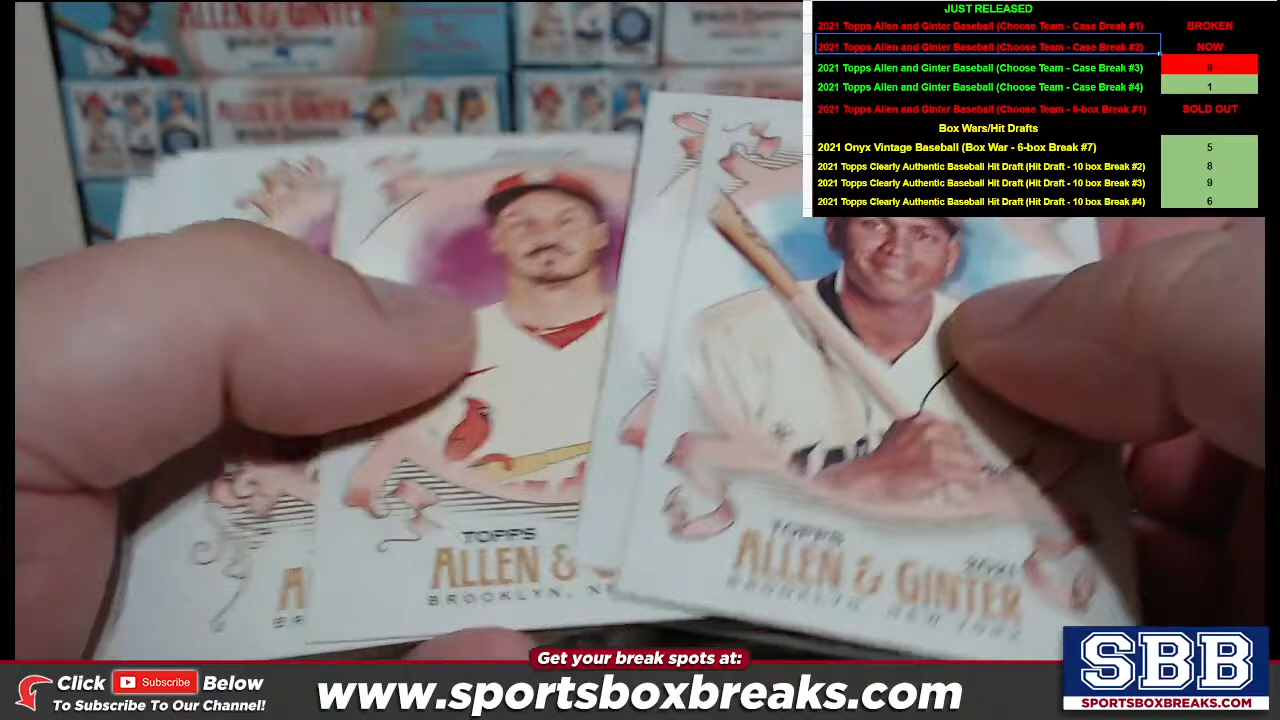 JUST RELEASED
2021 Topps Allen and Ginter Baseball (Choose Team - Case Break #1) BROKEN
2021 Topps Allen and Ginter Baseball (Choose Team - Case Break #2) NOW
2021 Topps Allen and Ginter Baseball (Choose Team - Case Break #3) 0
2021 Topps Allen and Ginter Baseball (Choose Team - Case Break #4) 1
2021 Topps Allen and Ginter Baseball (Choose Team - 6-box Break #1) SOLD OUT
Box Wars/Hit Drafts
2021 Onyx Vintage Baseball (Box War - 6-box Break #7) 5
2021 Topps Clearly Authentic Baseball Hit Draft (Hit Draft - 10 box Break #2) 8
2021 Topps Clearly Authentic Baseball Hit Draft (Hit Draft - 10 box Break #3) 9
2021 Topps Clearly Authentic Baseball Hit Draft (Hit Draft - 10 box Break #4) 6
TOPPS
ALLEN &
BROOKLYN, NE
TOPPS 2021
ALLEN & GINTER
BROOKLYN, NEW YORK
A
BR
Get your break spots at:
Click Subscribe Below
To Subscribe To Our Channel!
www.sportsboxbreaks.com
SBB
SPORTSBOXBREAKS.COM